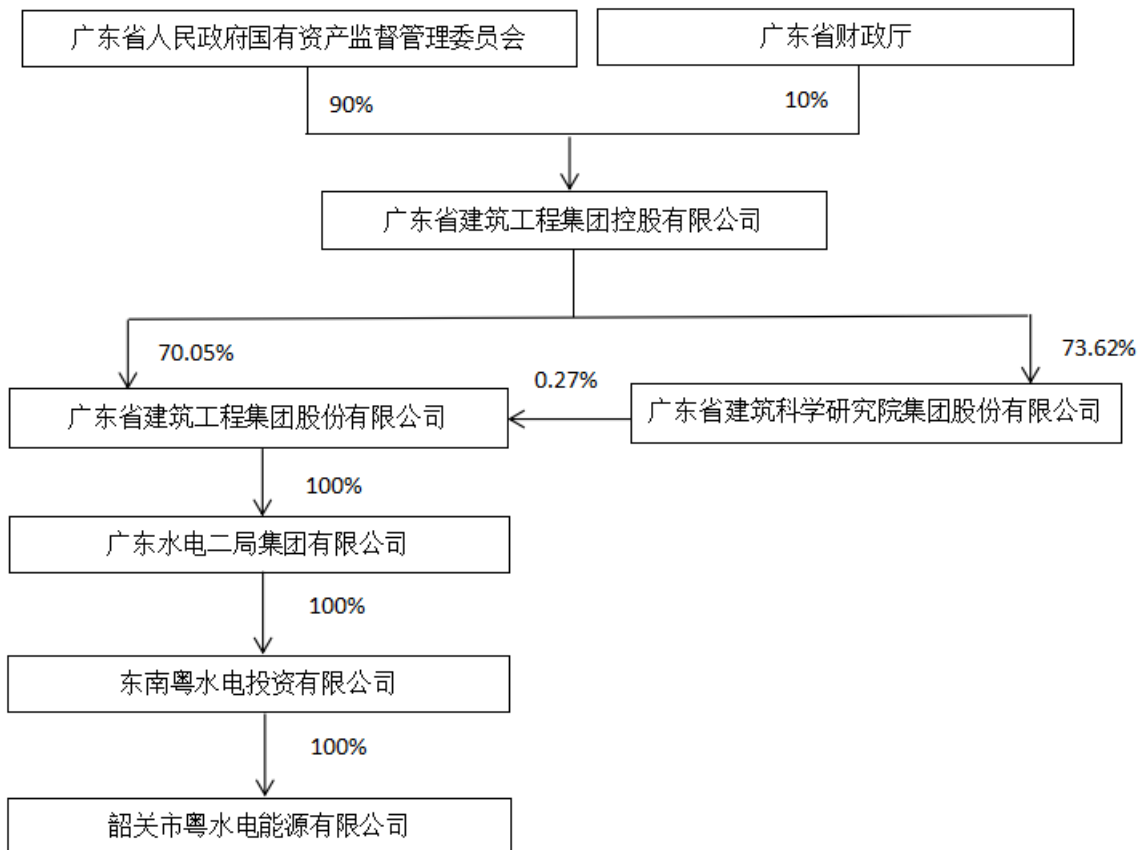 广东省人民政府国有资产监督管理委员会
广东省财政厅
90%
10%
广东省建筑工程集团控股有限公司
70.05%
73.62%
0.27%
广东省建筑工程集团股份有限公司
广东省建筑科学研究院集团股份有限公司
100%
广东水电二局集团有限公司
100%
东南粤水电投资有限公司
100%
韶关市粤水电能源有限公司